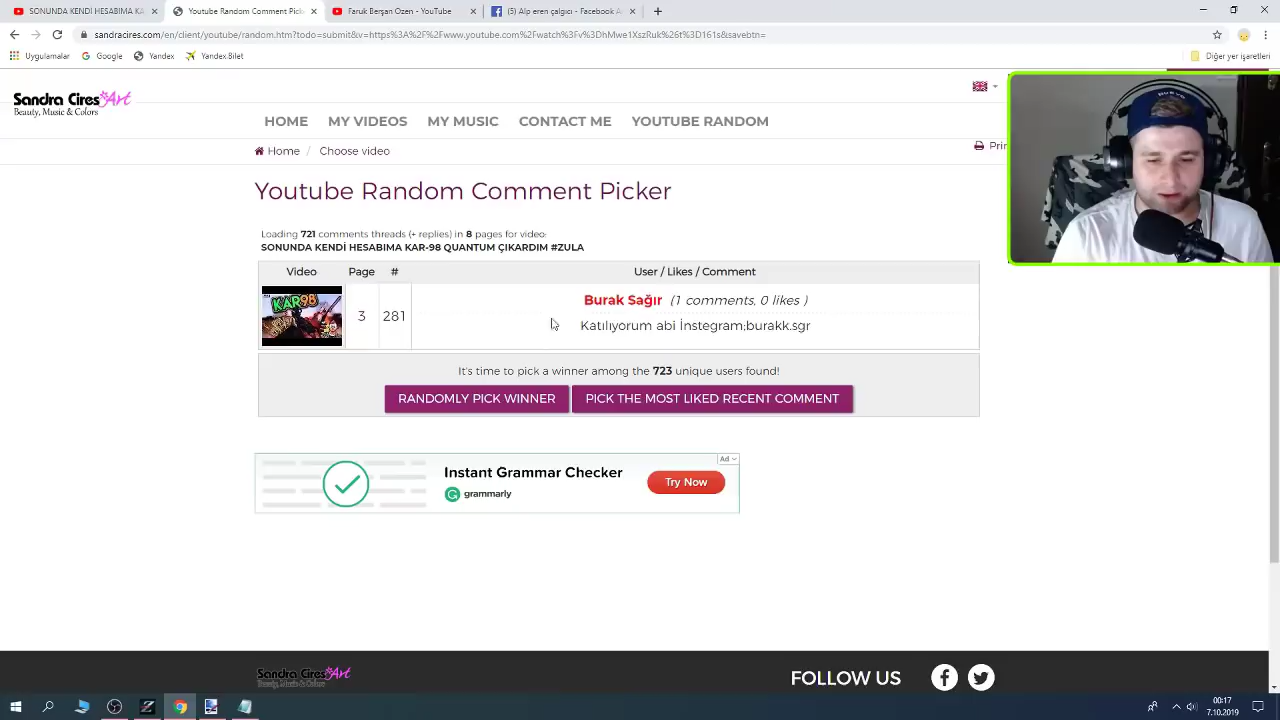 SONUNDA KENDİ HESABIMA KA
Youtube Random Comment Picke
Faruk Berşan Özen - YouTube
(5) Alp eren çalgıcı - Facebook A
sandracires.com/en/client/youtube/random.htm?todo=submit&v=https%3A%2F%2Fwww.youtube.com%2Fwatch%3Fv%3DhMwe1XszRuk%26t%3D161s&savebtn=
Uygulamalar
Google
Yandex
Yanvex.Bilet
Diğer yer işaretleri
Sandra Cires Art
Beauty, Music & Colors
HOME
MY VIDEOS
MY MUSIC
CONTACT ME
YOUTUBE RANDOM
Home / Choose video
Prin
Youtube Random Comment Picker
Loading 721 comments threads (+ replies) in 8 pages for video:
SONUNDA KENDİ HESABIMA KAR-98 QUANTUM ÇIKARDIM #ZULA
Video Page # User / Likes / Comment
KAR98
3
281
Burak Sağır (1 comments, 0 likes )
Katılıyorum abi İnstegram:burakk.sgr
It's time to pick a winner among the 723 unique users found!
RANDOMLY PICK WINNER
PICK THE MOST LIKED RECENT COMMENT
Ad
Instant Grammar Checker
grammarly
Try Now
Sandra Cires Art
Beauty, Music & Colors
FOLLOW US
00:17
7.10.2019